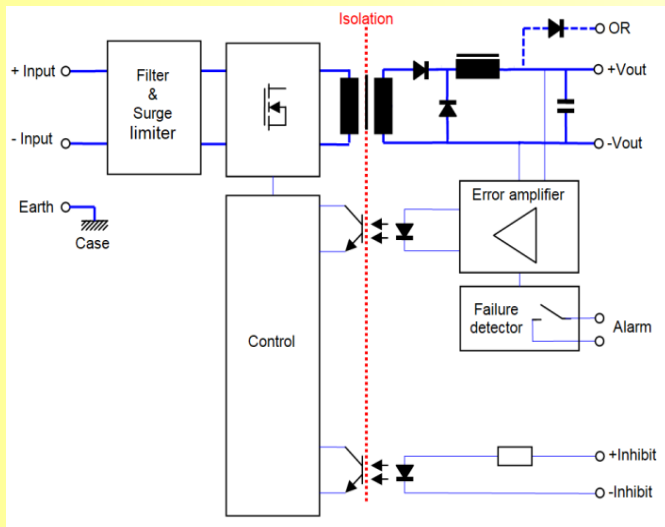 Isolation
OR
+ Input
Filter
&
Surge
limiter
+Vout
- Input
-Vout
Earth
Case
Error amplifier
Failure
detector
Alarm
Control
+Inhibit
-Inhibit